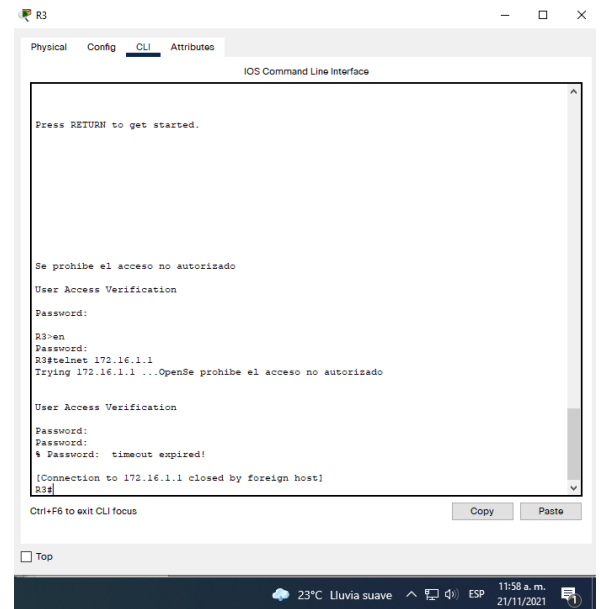 R3
Physical Config CLI Attributes
IOS Command Line Interface
Press RETURN to get started.
Se prohibe el acceso no autorizado
User Access Verification
Password:
R3>en
Password:
R3#telnet 172.16.1.1
Trying 172.16.1.1 ...OpenSe prohibe el acceso no autorizado
User Access Verification
Password:
Password:
% Password:  timeout expired!
[Connection to 172.16.1.1 closed by foreign host]
R3#
Ctrl+F6 to exit CLI focus
Copy
Paste
Top
23°C Lluvia suave
ESP
11:58 a. m.
21/11/2021
1